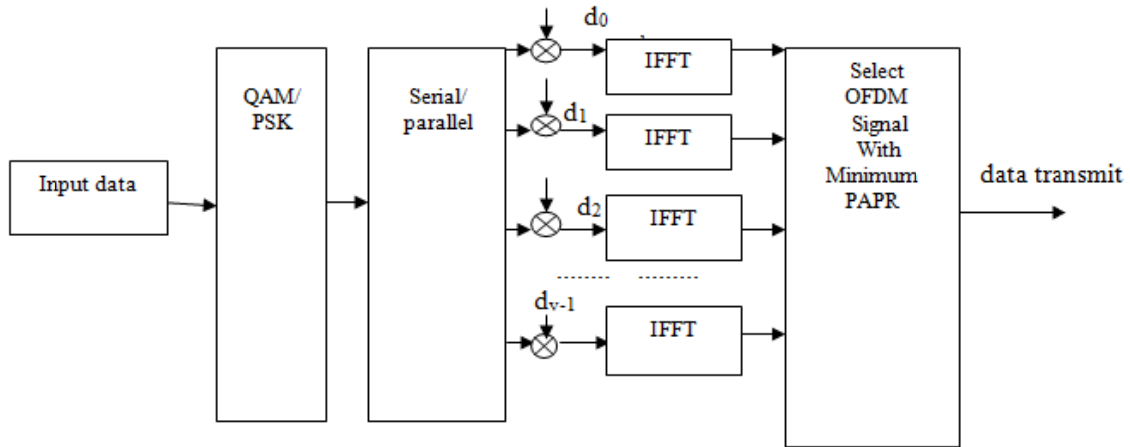 Input data
QAM/
PSK
Serial/
parallel
d0
IFFT
d1
IFFT
d2
IFFT
dv-1
IFFT
Select
OFDM
Signal
With
Minimum
PAPR
data transmit